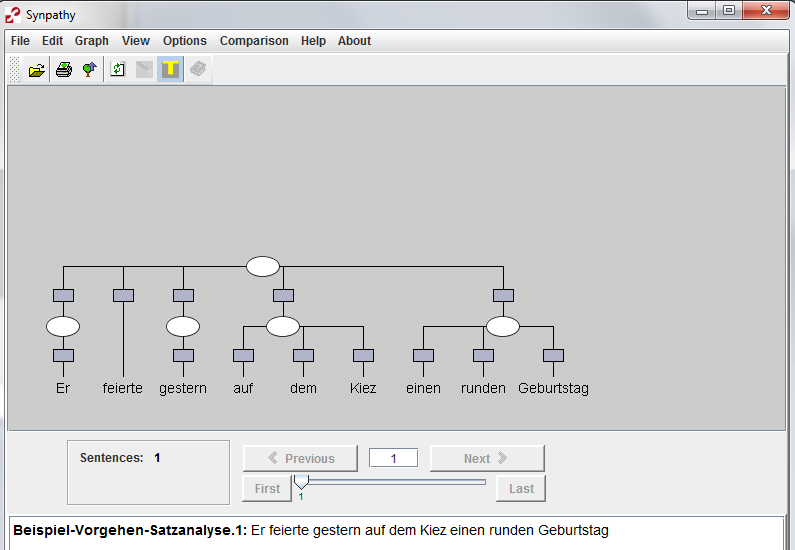 Synpathy
File Edit Graph View Options Comparison Help About
T
Er feierte gestern auf dem Kiez einen runden Geburtstag
Sentences: 1
Previous 1 Next
First 1 Last
Beispiel-Vorgehen-Satzanalyse.1: Er feierte gestern auf dem Kiez einen runden Geburtstag